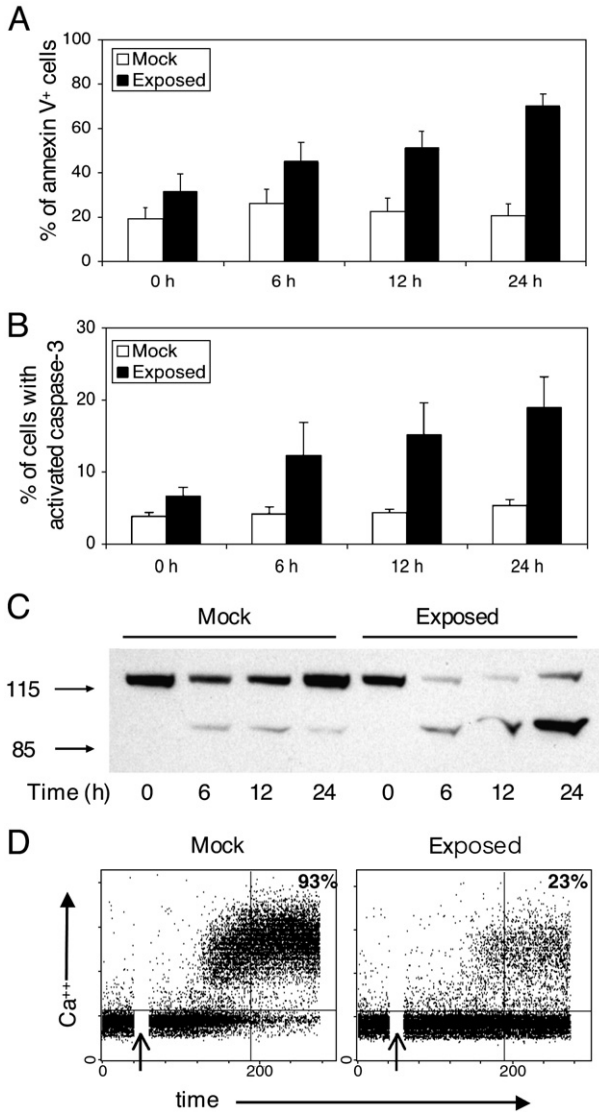 A
% of annexin V+ cells
100
80
60
40
20
0
Mock
Exposed
0 h 6 h 12 h 24 h
B
% of cells with
activated caspase-3
30
20
10
0
Mock
Exposed
0 h 6 h 12 h 24 h
C
Mock Exposed
115
85
Time (h) 0 6 12 24 0 6 12 24
D
Mock Exposed
93% 23%
Ca++
0
0 200 0 200
0
time